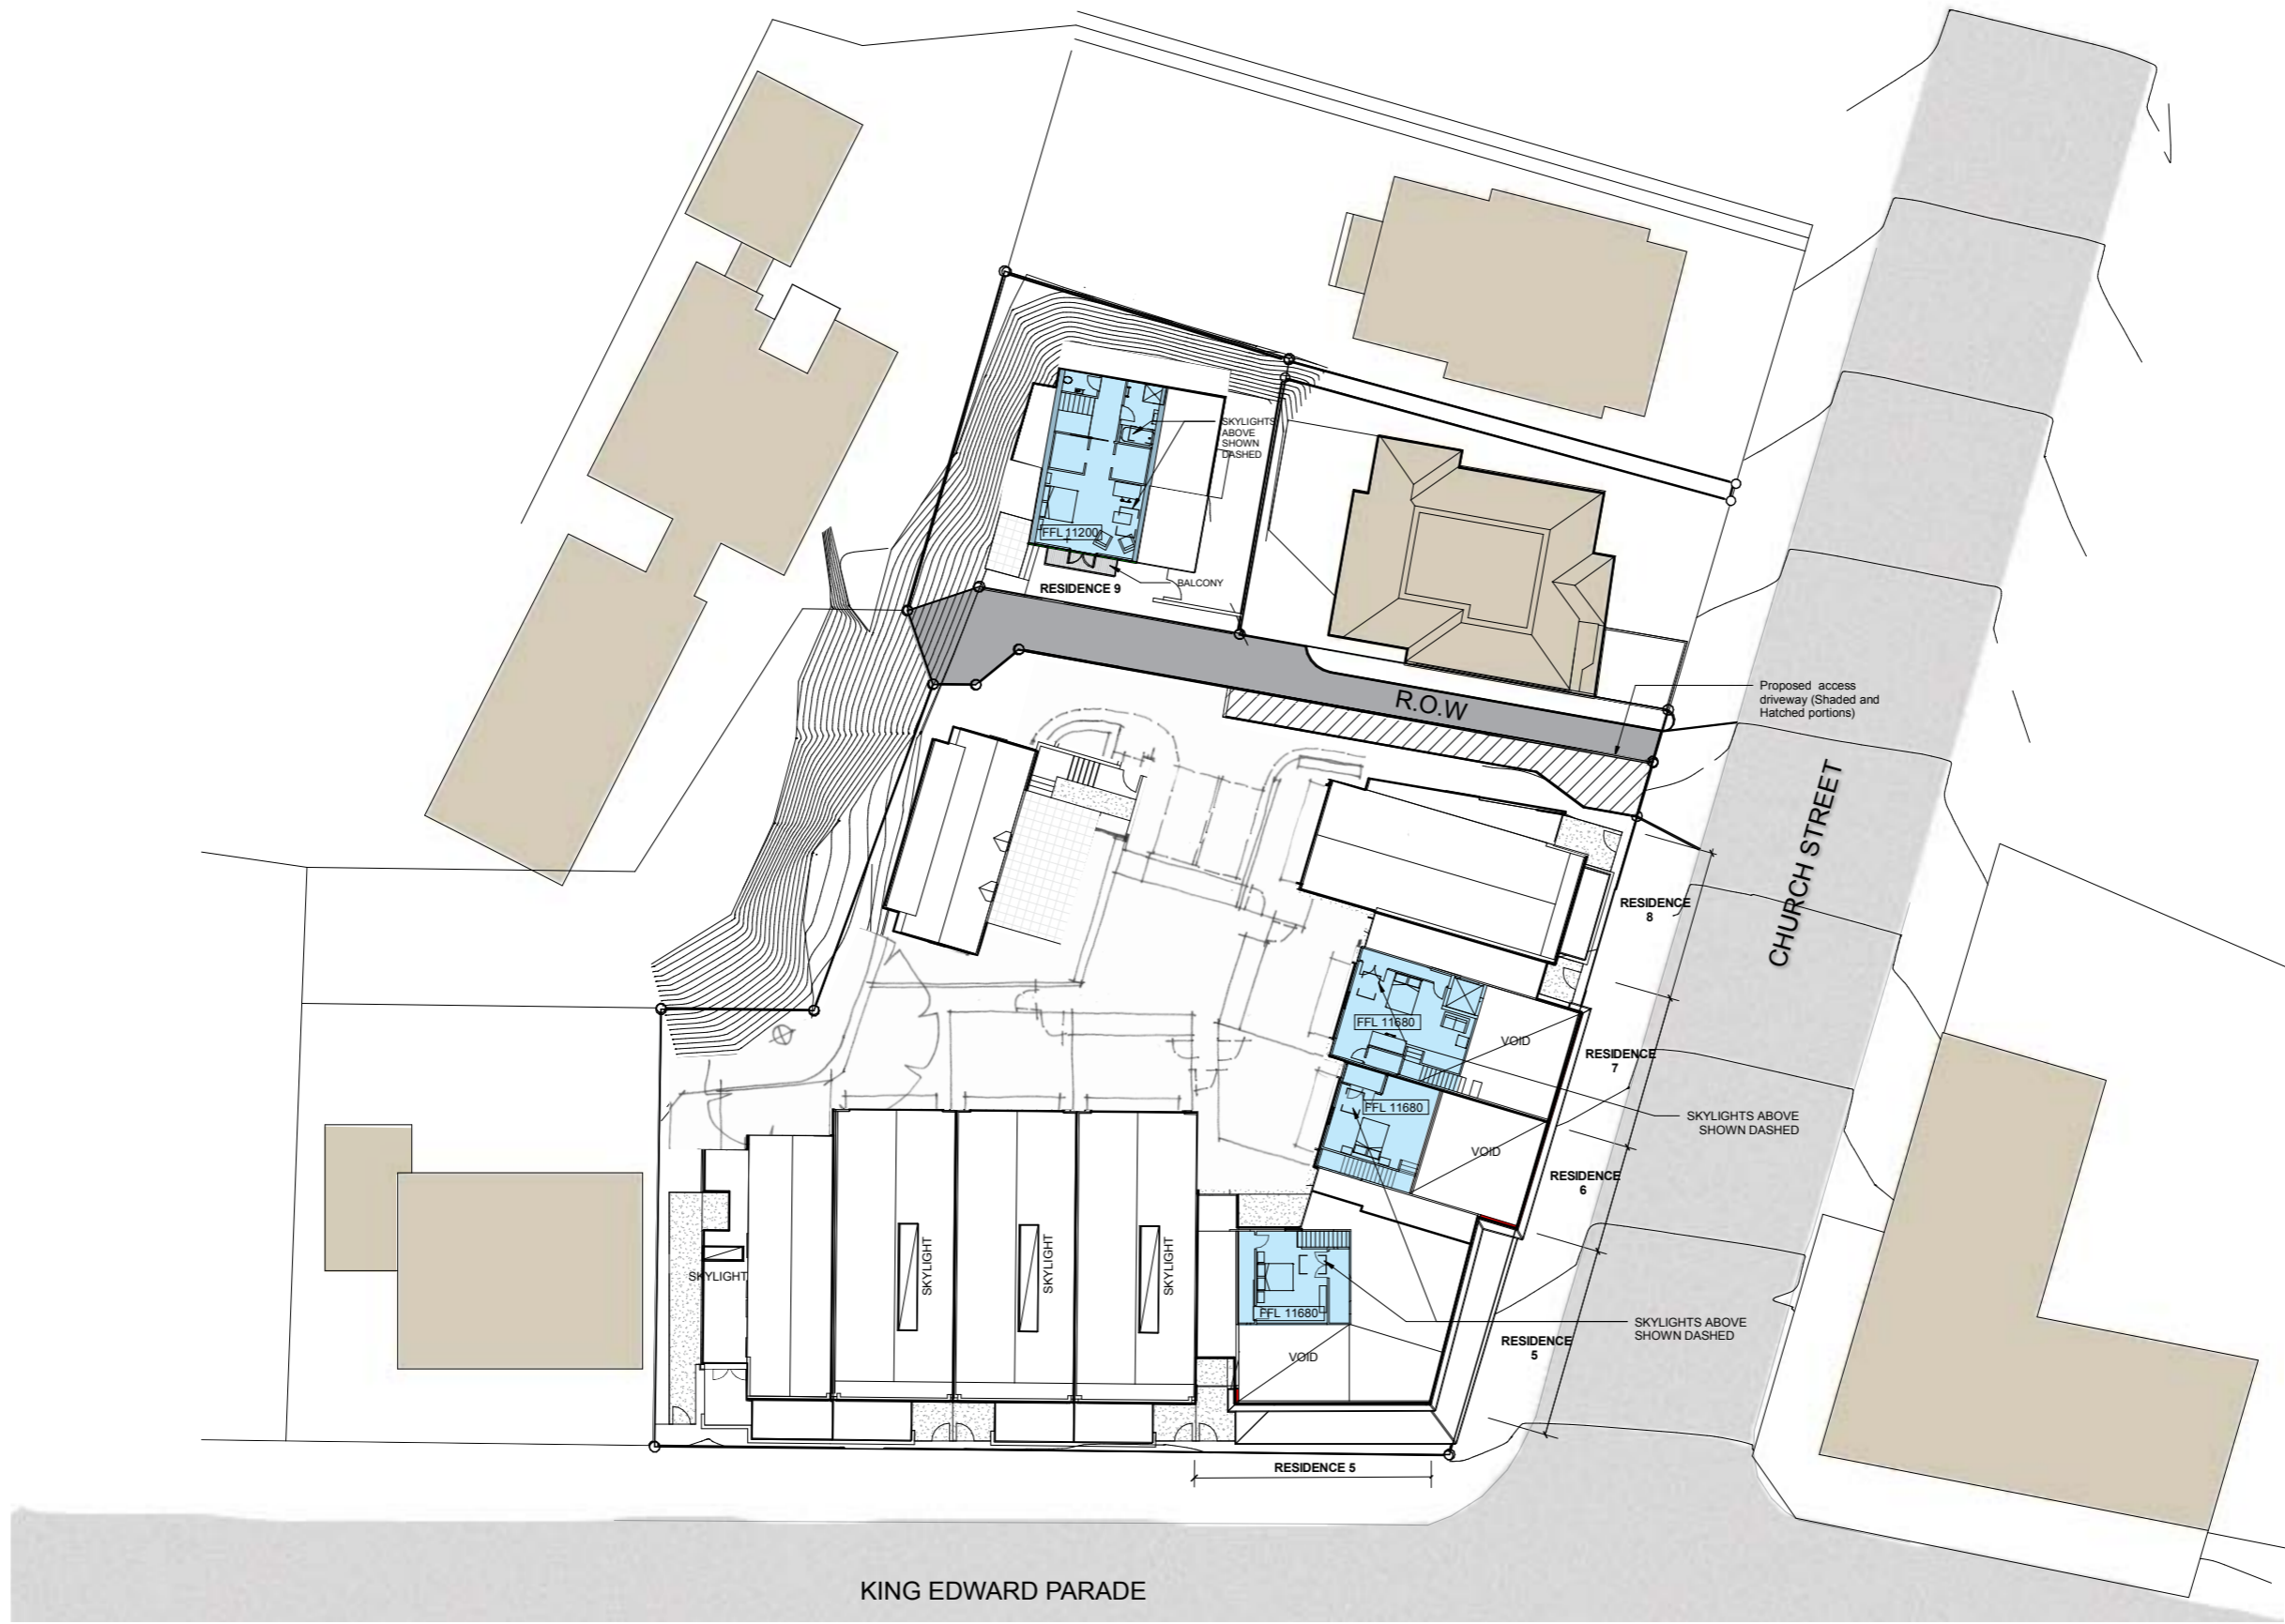 SKYLIGHTS
ABOVE
SHOWN
DASHED
FFL 11200
BALCONY
RESIDENCE 9
R.O.W
Proposed access
driveway (Shaded and
Hatched portions)
CHURCH STREET
RESIDENCE
8
FFL 11680
VOID
RESIDENCE
7
FFL 11680
SKYLIGHTS ABOVE
SHOWN DASHED
VOID
RESIDENCE
6
SKYLIGHT
SKYLIGHT
SKYLIGHT
SKYLIGHT
FFL 11680
SKYLIGHTS ABOVE
SHOWN DASHED
RESIDENCE
5
VOID
RESIDENCE 5
KING EDWARD PARADE